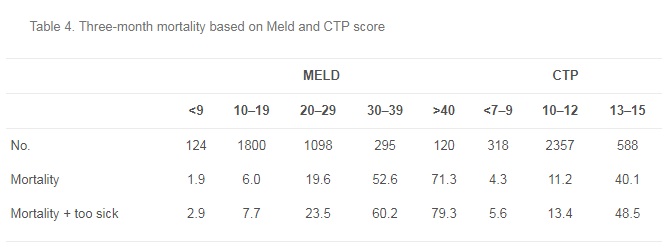 Table 4. Three-month mortality based on Meld and CTP score
MELD CTP
<9 10–19 20–29 30–39 >40 <7–9 10–12 13–15
No. 124 1800 1098 295 120 318 2357 588
Mortality 1.9 6.0 19.6 52.6 71.3 4.3 11.2 40.1
Mortality + too sick 2.9 7.7 23.5 60.2 79.3 5.6 13.4 48.5